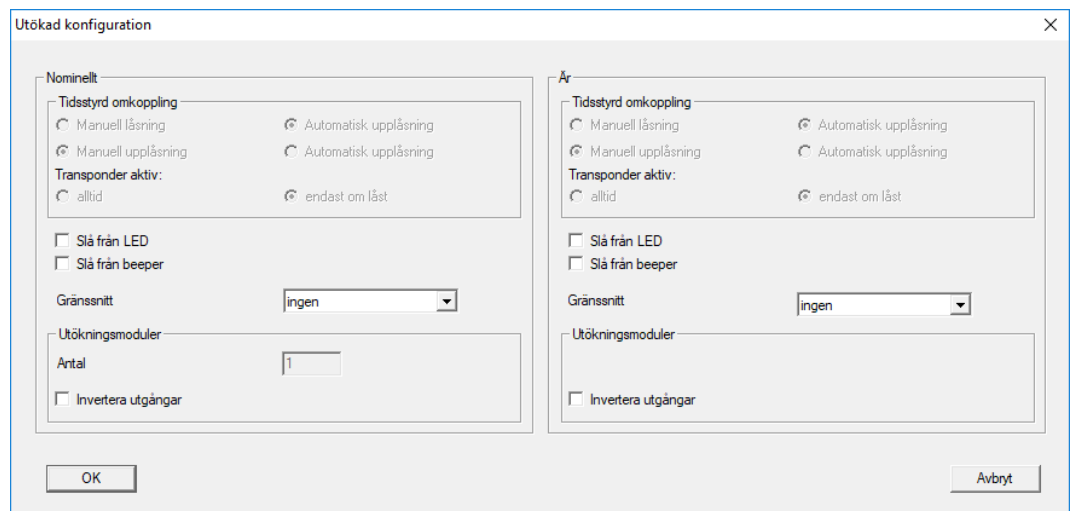 Utökad konfiguration
Nominellt
Tidsstyrd omkoppling
Manuell låsning
Automatisk upplåsning
Manuell upplåsning
Automatisk upplåsning
Transponder aktiv:
alltid
endast om låst
Slå från LED
Slå från beeper
Gränssnitt
ingen
Utökningsmoduler
Antal
1
Invertera utgångar
Är
Tidsstyrd omkoppling
Manuell låsning
Automatisk upplåsning
Manuell upplåsning
Automatisk upplåsning
Transponder aktiv:
alltid
endast om låst
Slå från LED
Slå från beeper
Gränssnitt
ingen
Utökningsmoduler
Invertera utgångar
OK
Avbryt